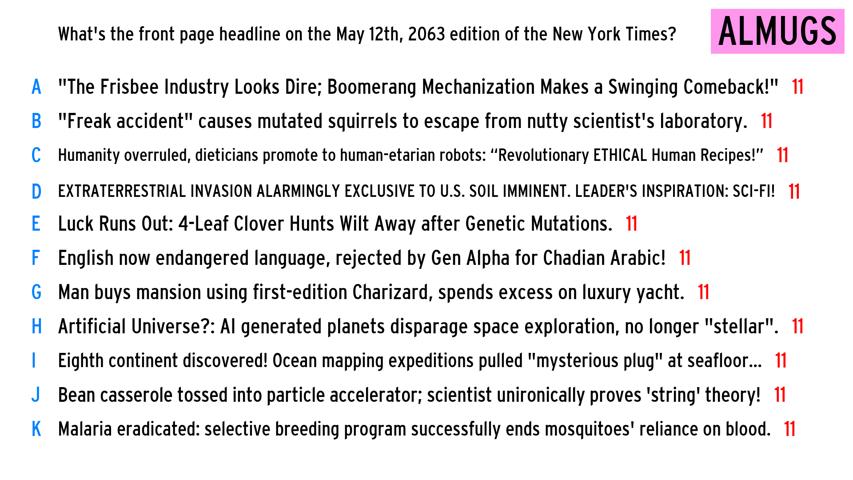 What's the front page headline on the May 12th, 2063 edition of the New York Times?
ALMUGS
A "The Frisbee Industry Looks Dire; Boomerang Mechanization Makes a Swinging Comeback!" 11
B "Freak accident" causes mutated squirrels to escape from nutty scientist's laboratory. 11
C Humanity overruled, dieticians promote to human-etarian robots: “Revolutionary ETHICAL Human Recipes!” 11
D EXTRATERRESTRIAL INVASION ALARMINGLY EXCLUSIVE TO U.S. SOIL IMMINENT. LEADER'S INSPIRATION: SCI-FI! 11
E Luck Runs Out: 4-Leaf Clover Hunts Wilt Away after Genetic Mutations. 11
F English now endangered language, rejected by Gen Alpha for Chadian Arabic! 11
G Man buys mansion using first-edition Charizard, spends excess on luxury yacht. 11
H Artificial Universe?: AI generated planets disparage space exploration, no longer "stellar". 11
I Eighth continent discovered! Ocean mapping expeditions pulled "mysterious plug" at seafloor... 11
J Bean casserole tossed into particle accelerator; scientist unironically proves 'string' theory! 11
K Malaria eradicated: selective breeding program successfully ends mosquitoes' reliance on blood. 11